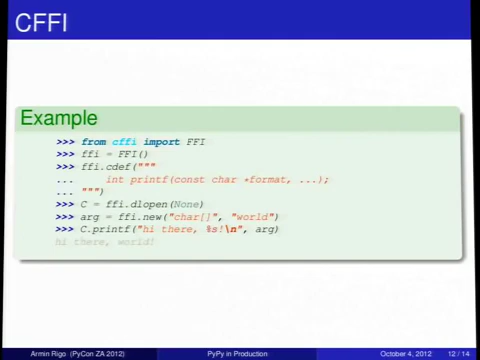 CFFI
Example
>>> from cffi import FFI
>>> ffi = FFI()
>>> ffi.cdef("""
... int printf(const char *format, ...);
... """)
>>> C = ffi.dlopen(None)
>>> arg = ffi.new("char[]", "world")
>>> C.printf("hi there, %s!\n", arg)
hi there, world!
Armin Rigo (PyCon ZA 2012) PyPy in Production October 4, 2012 12 / 14